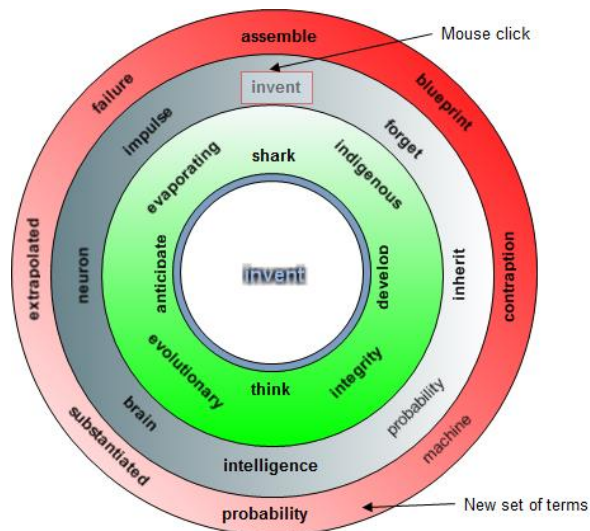 assemble
Mouse click
blueprint
contraption
machine
New set of terms
probability
substantiated
extrapolated
failure
invent
forget
inherit
probability
intelligence
brain
neuron
impulse
shark
indigenous
develop
integrity
think
evolutionary
anticipate
evaporating
invent